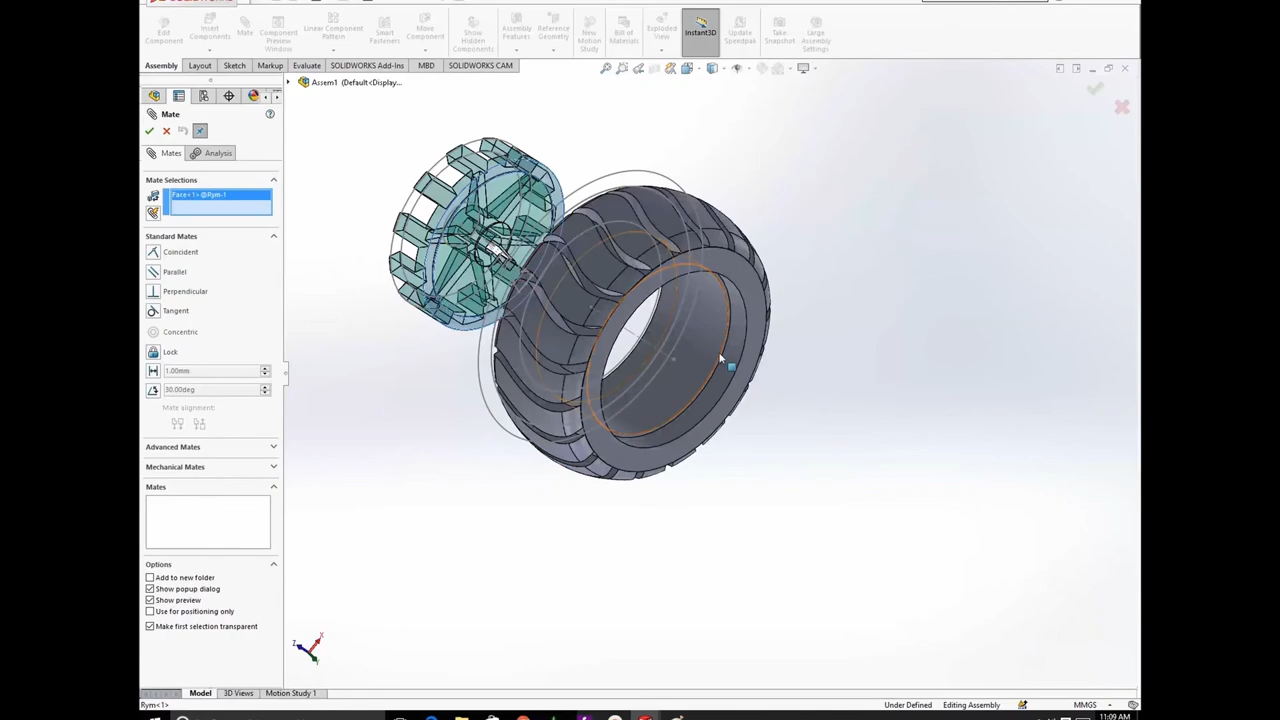 Edit Component
Insert Components
Mate
Component Preview Window
Linear Component Pattern
Smart Fasteners
Move Component
Show Hidden Components
Assembly Features
Reference Geometry
New Motion Study
Bill of Materials
Exploded View
Instant3D
Update Speedpak
Take Snapshot
Large Assembly Settings
Assembly Layout Sketch Markup Evaluate SOLIDWORKS Add-Ins MBD SOLIDWORKS CAM
Assem1 (Default<Display...
Mate
Mates Analysis
Mate Selections
Face<1>@Rym-1
Standard Mates
Coincident
Parallel
Perpendicular
Tangent
Concentric
Lock
1.00mm
30.00deg
Mate alignment:
Advanced Mates
Mechanical Mates
Mates
Options
Add to new folder
Show popup dialog
Show preview
Use for positioning only
Make first selection transparent
Z X Y
Model 3D Views Motion Study 1
Rym<1> Under Defined Editing Assembly MMGS
11:09 AM